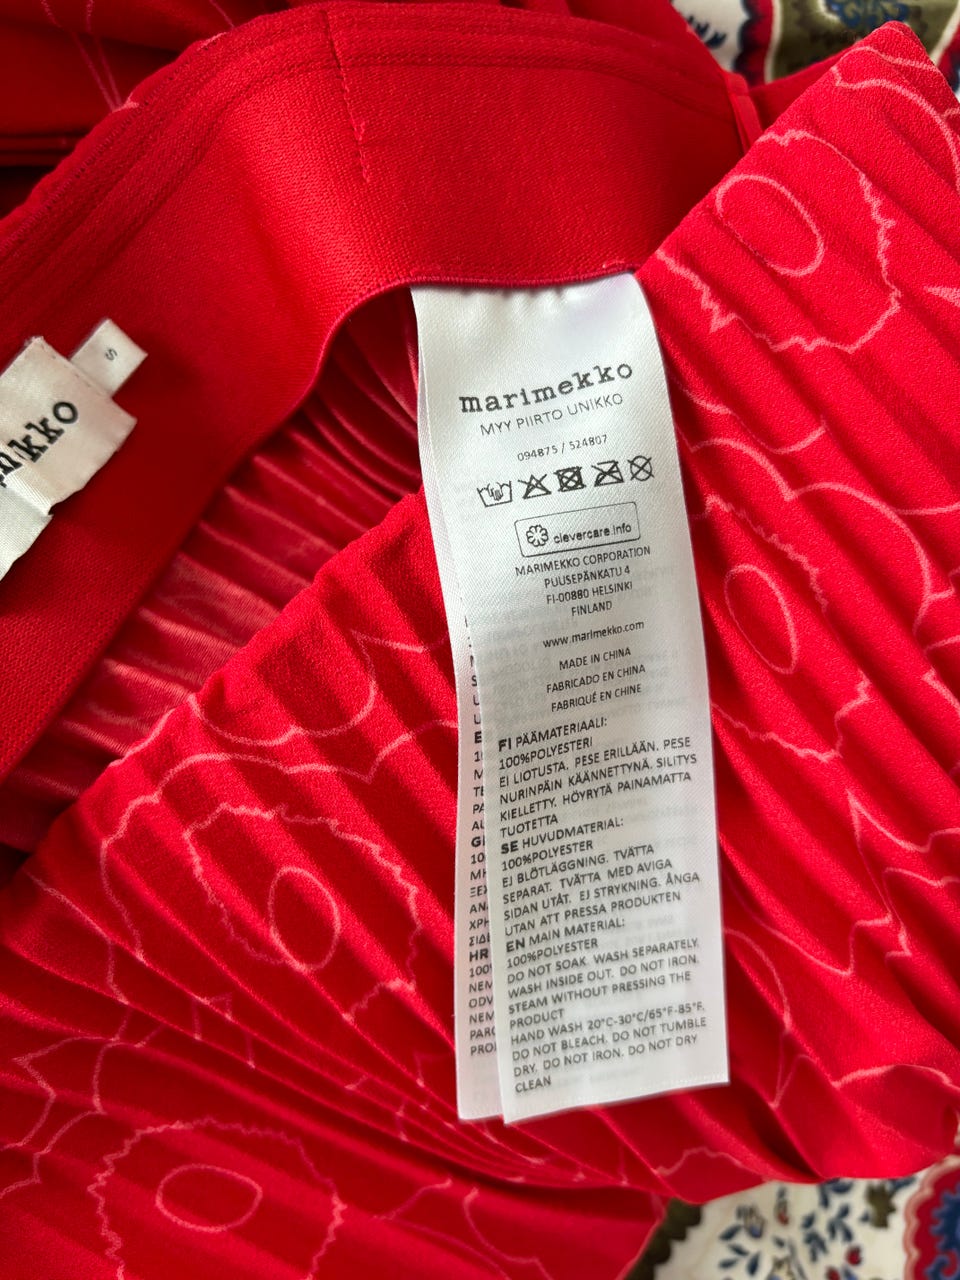 S
kko
marimekko
MYY PIIRTO UNIKKO
094875 / 524807
clevercare.info
MARIMEKKO CORPORATION
PUUSEPÄNKATU 4
FI-00880 HELSINKI
FINLAND
www.marimekko.com
MADE IN CHINA
FABRICADO EN CHINA
FABRIQUÉ EN CHINE
FI PÄÄMATERIAALI:
100%POLYESTERI
EI LIOTUSTA. PESE ERILLÄÄN. PESE
NURINPÄIN KÄÄNNETTYNÄ. SILITYS
KIELLETTY. HÖYRYTÄ PAINAMATTA
TUOTETTA
SE HUVUDMATERIAL:
100%POLYESTER
EJ BLÖTLÄGGNING. TVÄTTA
SEPARAT. TVÄTTA MED AVIGA
SIDAN UTÅT. EJ STRYKNING. ÅNGA
UTAN ATT PRESSA PRODUKTEN
EN MAIN MATERIAL:
100%POLYESTER
DO NOT SOAK. WASH SEPARATELY.
WASH INSIDE OUT. DO NOT IRON.
STEAM WITHOUT PRESSING THE
PRODUCT
HAND WASH 20°C-30°C/65°F-85°F.
DO NOT BLEACH. DO NOT TUMBLE
DRY. DO NOT IRON. DO NOT DRY
CLEAN